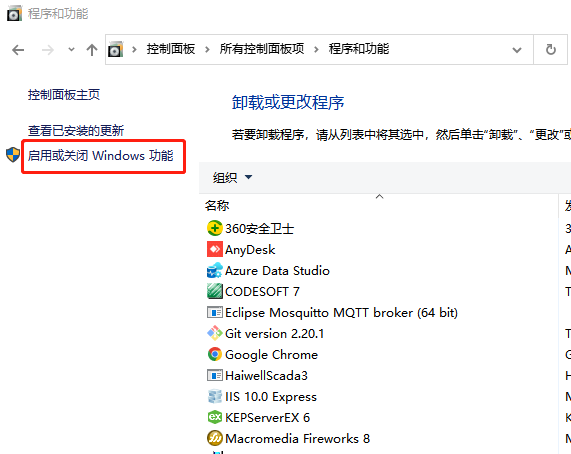 程序和功能
控制面板 所有控制面板项 程序和功能
控制面板主页
查看已安装的更新
启用或关闭 Windows 功能
卸载或更改程序
若要卸载程序，请从列表中将其选中，然后单击“卸载”、“更改”或
组织
名称
360安全卫士
AnyDesk
Azure Data Studio
CODESOFT 7
Eclipse Mosquitto MQTT broker (64 bit)
Git version 2.20.1
Google Chrome
HaiwellScada3
IIS 10.0 Express
KEPServerEX 6
Macromedia Fireworks 8